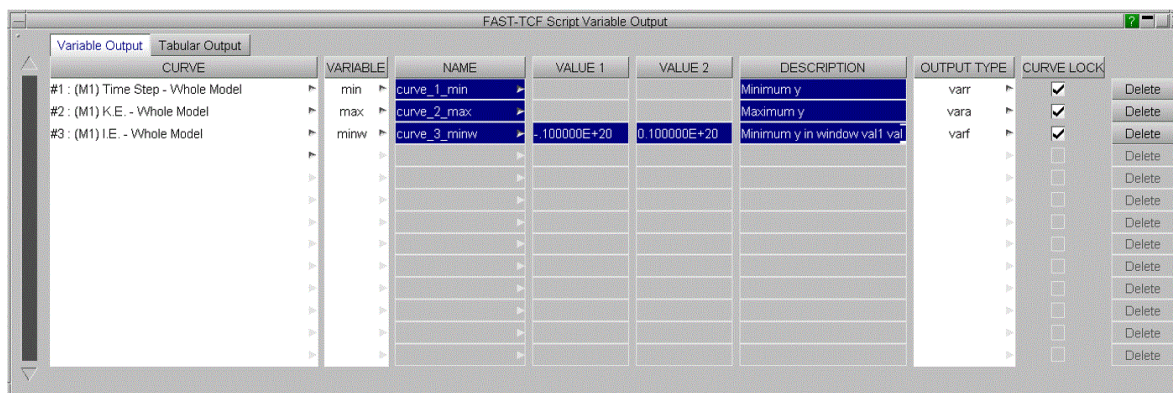 FAST-TCF Script Variable Output
?
Variable Output Tabular Output
CURVE VARIABLE NAME VALUE 1 VALUE 2 DESCRIPTION OUTPUT TYPE CURVE LOCK
#1 : (M1) Time Step - Whole Model min curve_1_min Minimum y varr Delete
#2 : (M1) K.E. - Whole Model max curve_2_max Maximum y vara Delete
#3 : (M1) I.E. - Whole Model minw curve_3_minw -.100000E+20 0.100000E+20 Minimum y in window val1 val varf Delete
Delete
Delete
Delete
Delete
Delete
Delete
Delete
Delete
Delete
Delete